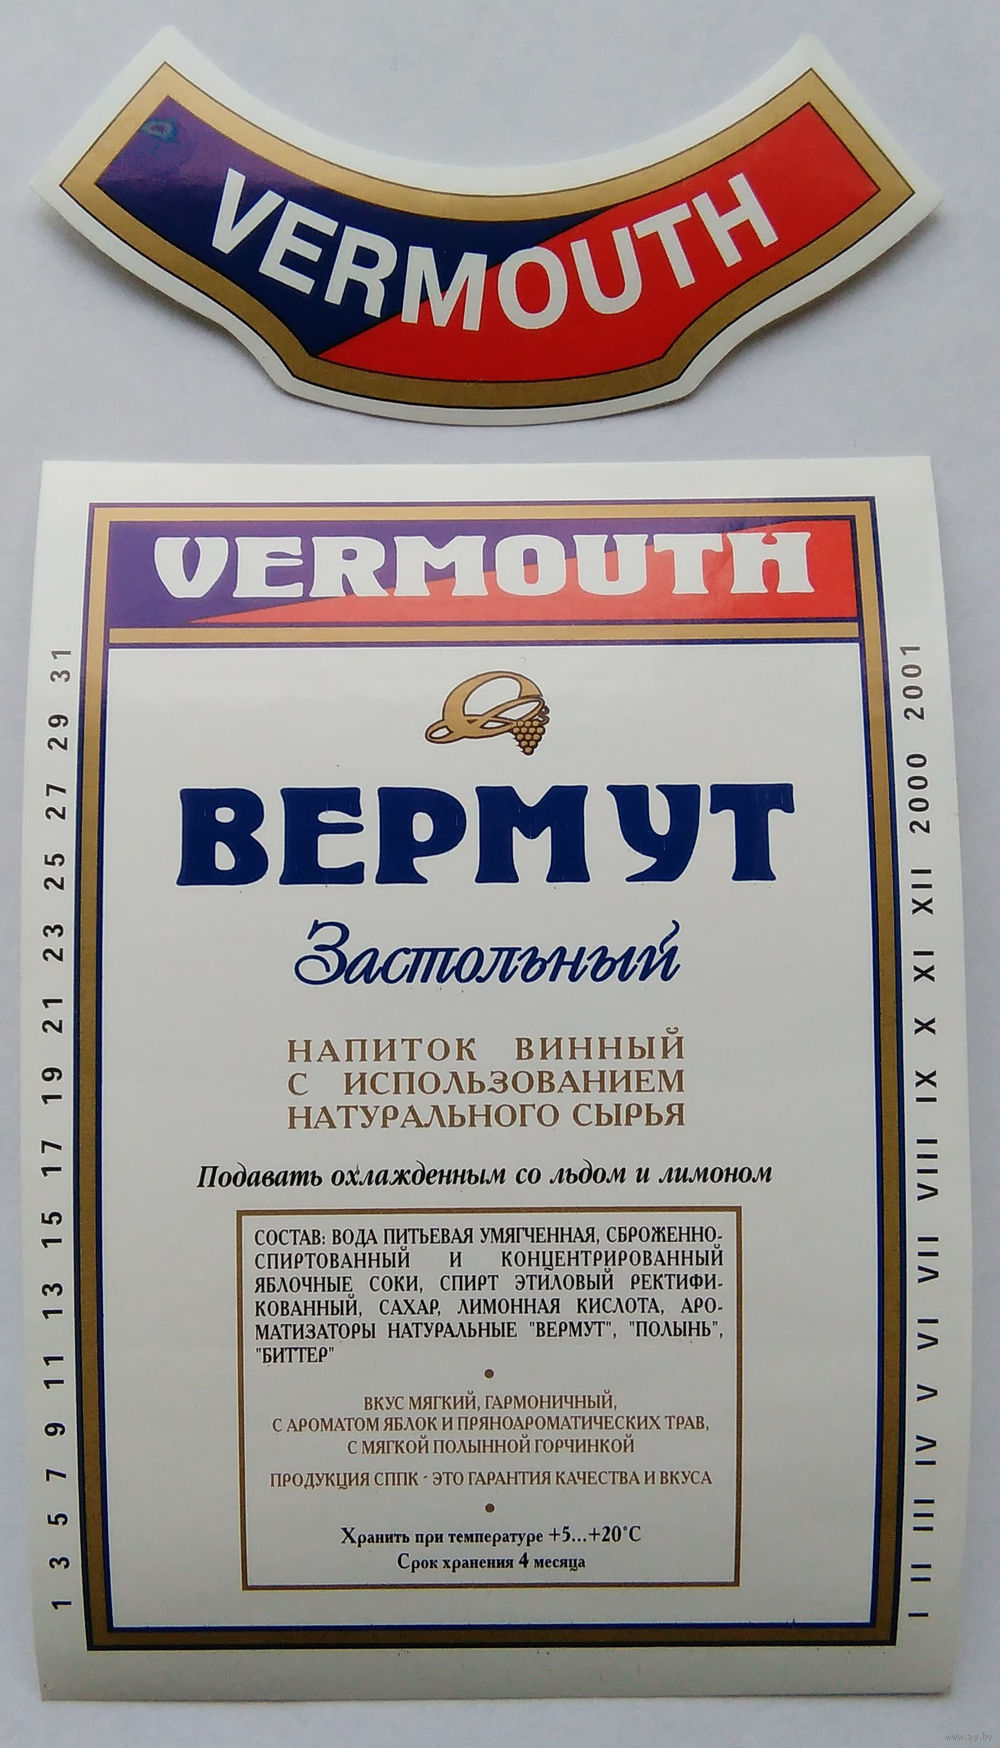 VERMOUTH
VERMOUTH
ВЕРМУТ
Застольный
НАПИТОК ВИННЫЙ
С ИСПОЛЬЗОВАНИЕМ
НАТУРАЛЬНОГО СЫРЬЯ
Подавать охлажденным со льдом и лимоном
СОСТАВ: ВОДА ПИТЬЕВАЯ УМЯГЧЕННАЯ, СБРОЖЕННО-
СПИРТОВАННЫЙ И КОНЦЕНТРИРОВАННЫЙ
ЯБЛОЧНЫЕ СОКИ, СПИРТ ЭТИЛОВЫЙ РЕКТИФИ-
КОВАННЫЙ, САХАР, ЛИМОННАЯ КИСЛОТА, АРО-
МАТИЗАТОРЫ НАТУРАЛЬНЫЕ "ВЕРМУТ", "ПОЛЫНЬ",
"БИТТЕР"
ВКУС МЯГКИЙ, ГАРМОНИЧНЫЙ,
С АРОМАТОМ ЯБЛОК И ПРЯНОАРОМАТИЧЕСКИХ ТРАВ,
С МЯГКОЙ ПОЛЫННОЙ ГОРЧИНКОЙ
ПРОДУКЦИЯ СППК - ЭТО ГАРАНТИЯ КАЧЕСТВА И ВКУСА
Хранить при температуре +5...+20°С
Срок хранения 4 месяца
1 3 5 7 9 11 13 15 17 19 21 23 25 27 29 31
I II III IV V VI VII VIII IX X XI XII 2000 2001
www.ay.by